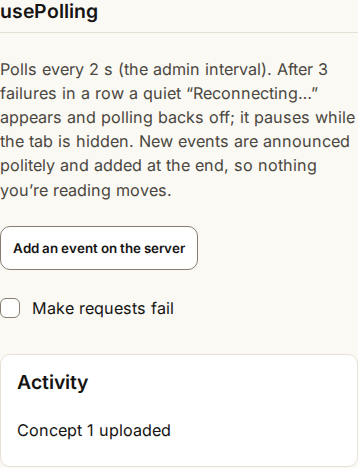 usePolling
Polls every 2 s (the admin interval). After 3
failures in a row a quiet “Reconnecting…”
appears and polling backs off; it pauses while
the tab is hidden. New events are announced
politely and added at the end, so nothing
you’re reading moves.
Add an event on the server
Make requests fail
Activity
Concept 1 uploaded